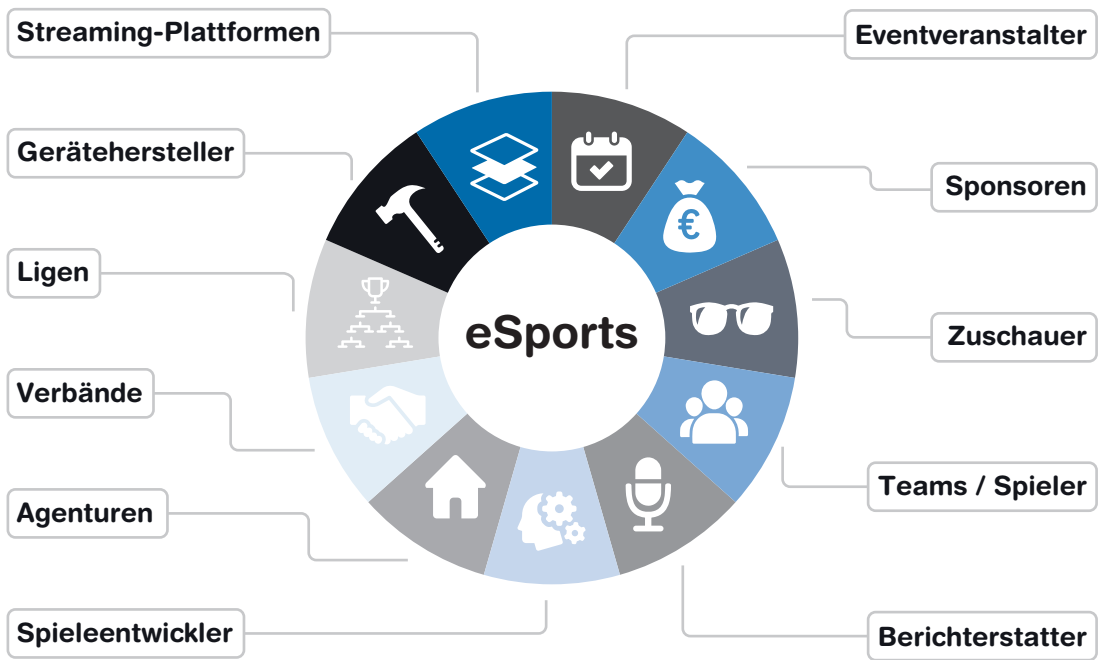 Streaming-Plattformen
Eventveranstalter
Gerätehersteller
Sponsoren
Ligen
eSports
Zuschauer
Verbände
Teams / Spieler
Agenturen
Spieleentwickler
Berichterstatter
€